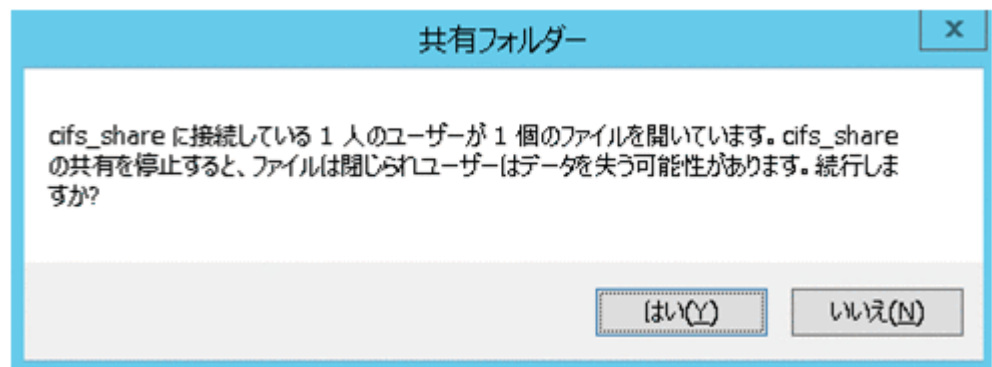 共有フォルダー
x
cifs_share に接続している 1 人のユーザーが 1 個のファイルを開いています。cifs_share
の共有を停止すると、ファイルは閉じられユーザーはデータを失う可能性があります。続行しま
すか?
はい(Y)
いいえ(N)